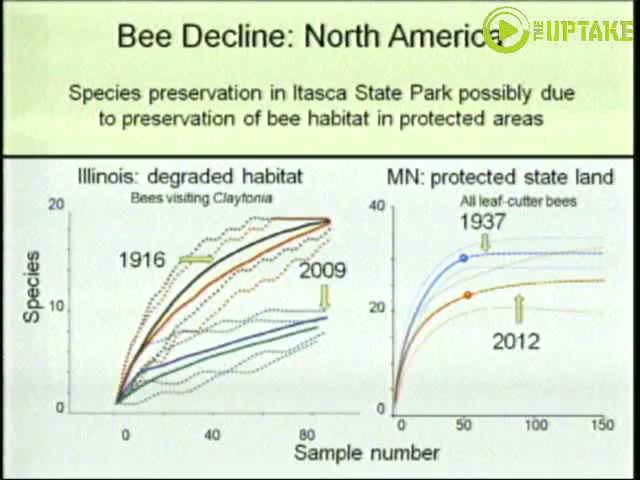 THE UPTAKE
Bee Decline: North America
Species preservation in Itasca State Park possibly due
to preservation of bee habitat in protected areas
Illinois: degraded habitat
Bees visiting Claytonia
MN: protected state land
All leaf-cutter bees
20
10
0
Species
1916
2009
0
40
80
40
20
0
1937
2012
0
50
100
150
Sample number